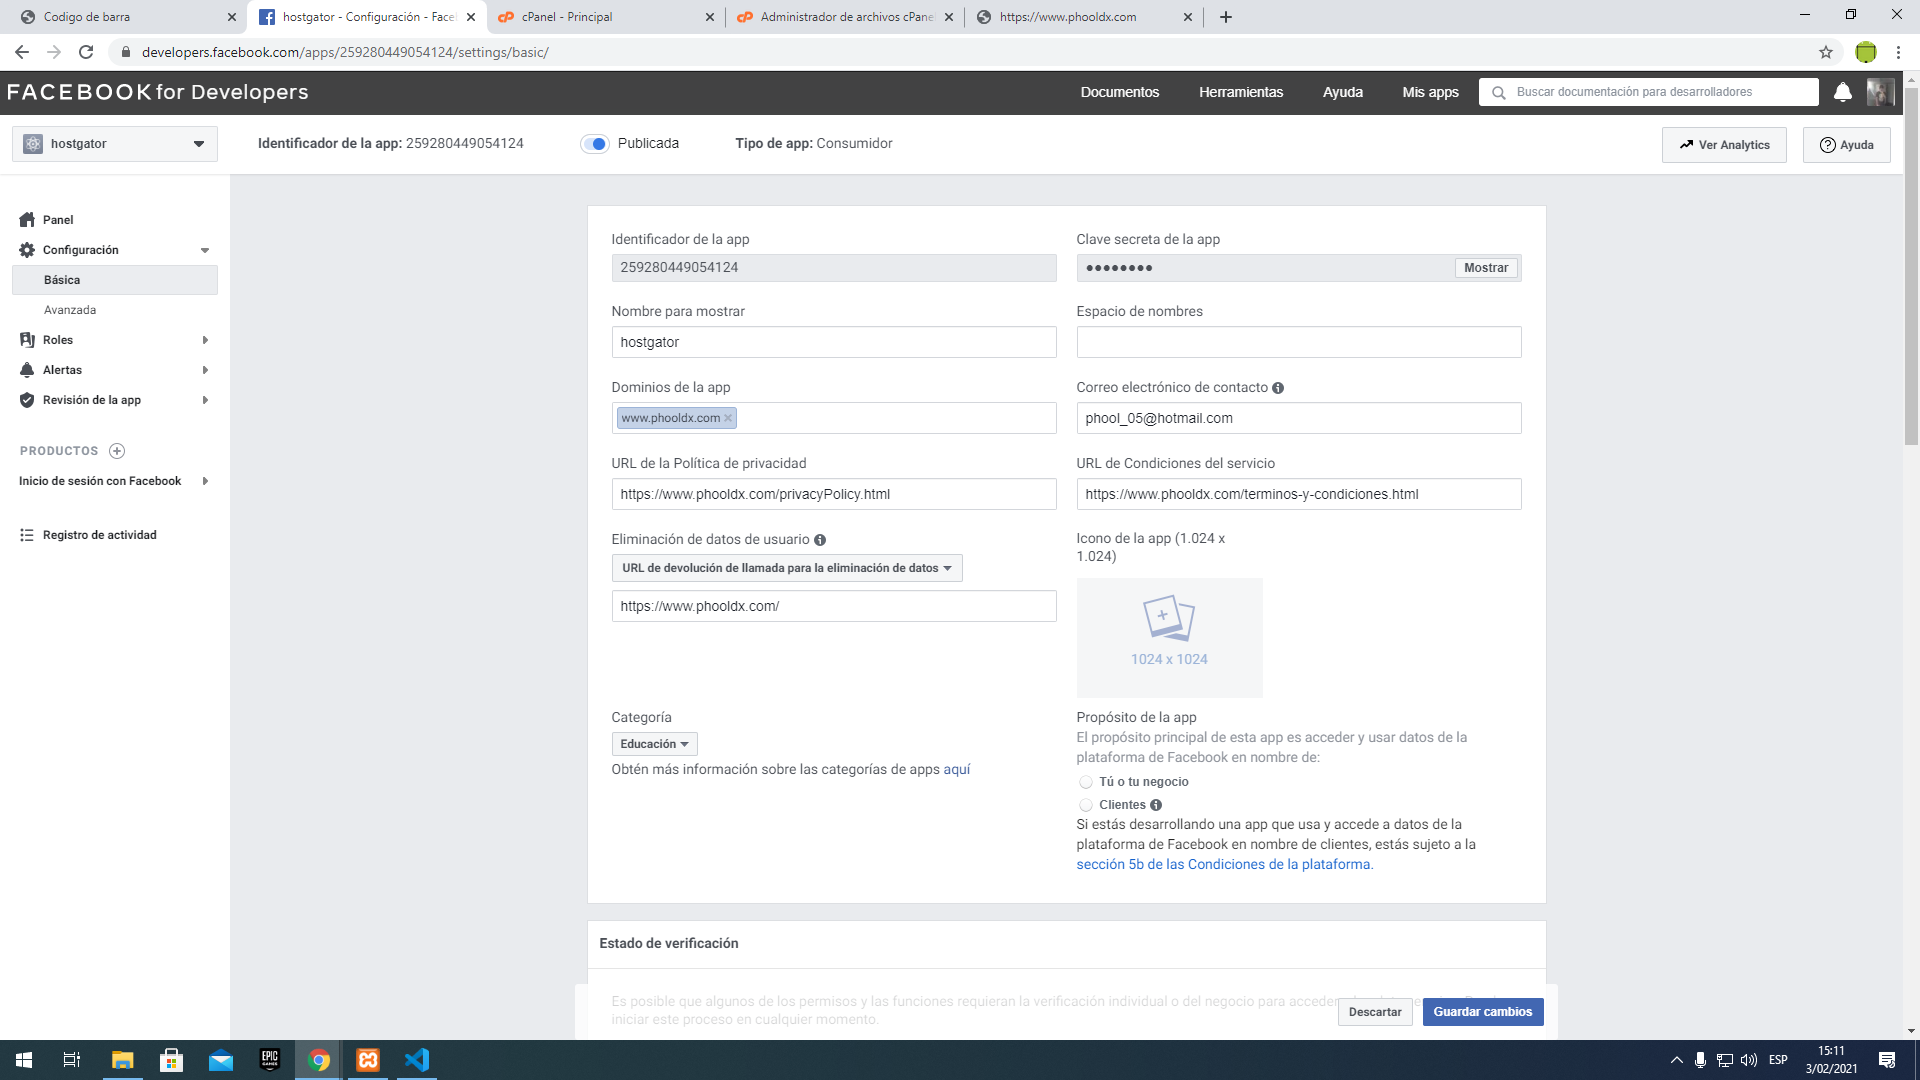 Codigo de barra
hostgator - Configuración - Face
cPanel - Principal
Administrador de archivos cPane
https://www.phooldx.com
developers.facebook.com/apps/259280449054124/settings/basic/
FACEBOOK for Developers
Documentos
Herramientas
Ayuda
Mis apps
Buscar documentación para desarrolladores
hostgator
Identificador de la app: 259280449054124
Publicada
Tipo de app: Consumidor
Ver Analytics
Ayuda
Panel
Configuración
Básica
Avanzada
Roles
Alertas
Revisión de la app
PRODUCTOS
Inicio de sesión con Facebook
Registro de actividad
Identificador de la app
259280449054124
Clave secreta de la app
●●●●●●●●
Mostrar
Nombre para mostrar
hostgator
Espacio de nombres
Dominios de la app
www.phooldx.com
Correo electrónico de contacto
phool_05@hotmail.com
URL de la Política de privacidad
https://www.phooldx.com/privacyPolicy.html
URL de Condiciones del servicio
https://www.phooldx.com/terminos-y-condiciones.html
Eliminación de datos de usuario
URL de devolución de llamada para la eliminación de datos
https://www.phooldx.com/
Icono de la app (1.024 x
1.024)
1024 x 1024
Categoría
Educación
Obtén más información sobre las categorías de apps aquí
Propósito de la app
El propósito principal de esta app es acceder y usar datos de la
plataforma de Facebook en nombre de:
Tú o tu negocio
Clientes
Si estás desarrollando una app que usa y accede a datos de la
plataforma de Facebook en nombre de clientes, estás sujeto a la
sección 5b de las Condiciones de la plataforma.
Estado de verificación
Es posible que algunos de los permisos y las funciones requieran la verificación individual o del negocio para acceder
iniciar este proceso en cualquier momento.
Descartar
Guardar cambios
EPIC
GAMES
ESP
15:11
3/02/2021